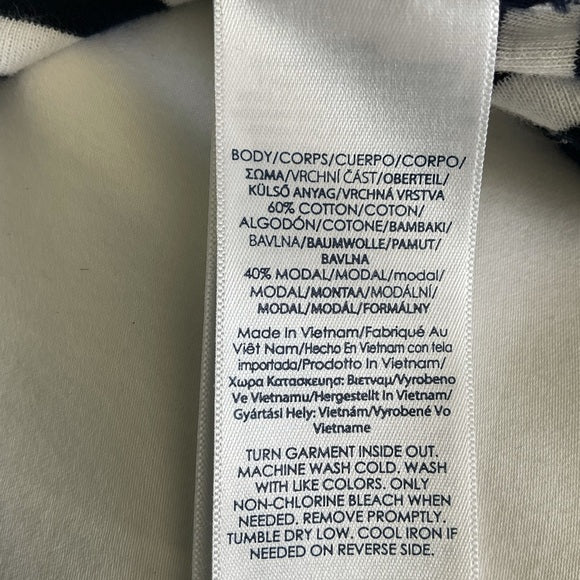 BODY/CORPS/CUERPO/CORPO/
ΣΩΜΑ/VRCHNÍ ČÁST/OBERTEIL/
KÜLSŐ ANYAG/VRCHNÁ VRSTVA
60% COTTON/COTON/
ALGODÓN/COTONE/ΒΑΜΒΑΚΙ/
BAVLNA/BAUMWOLLE/PAMUT/
BAVLNA
40% MODAL/MODAL/modal/
MODAL/ΜΟΝΤΑΛ/MODÁLNÍ/
MODAL/MODÁL/FORMÁLNY
Made In Vietnam/Fabriqué Au
Viêt Nam/Hecho En Vietnam con tela
importada/Prodotto In Vietnam/
Χωρα Κατασκευησ: Βιετναμ/Vyrobeno
Ve Vietnamu/Hergestellt In Vietnam/
Gyártási Hely: Vietnám/Vyrobené Vo
Vietname
TURN GARMENT INSIDE OUT.
MACHINE WASH COLD. WASH
WITH LIKE COLORS. ONLY
NON-CHLORINE BLEACH WHEN
NEEDED. REMOVE PROMPTLY.
TUMBLE DRY LOW. COOL IRON IF
NEEDED ON REVERSE SIDE.